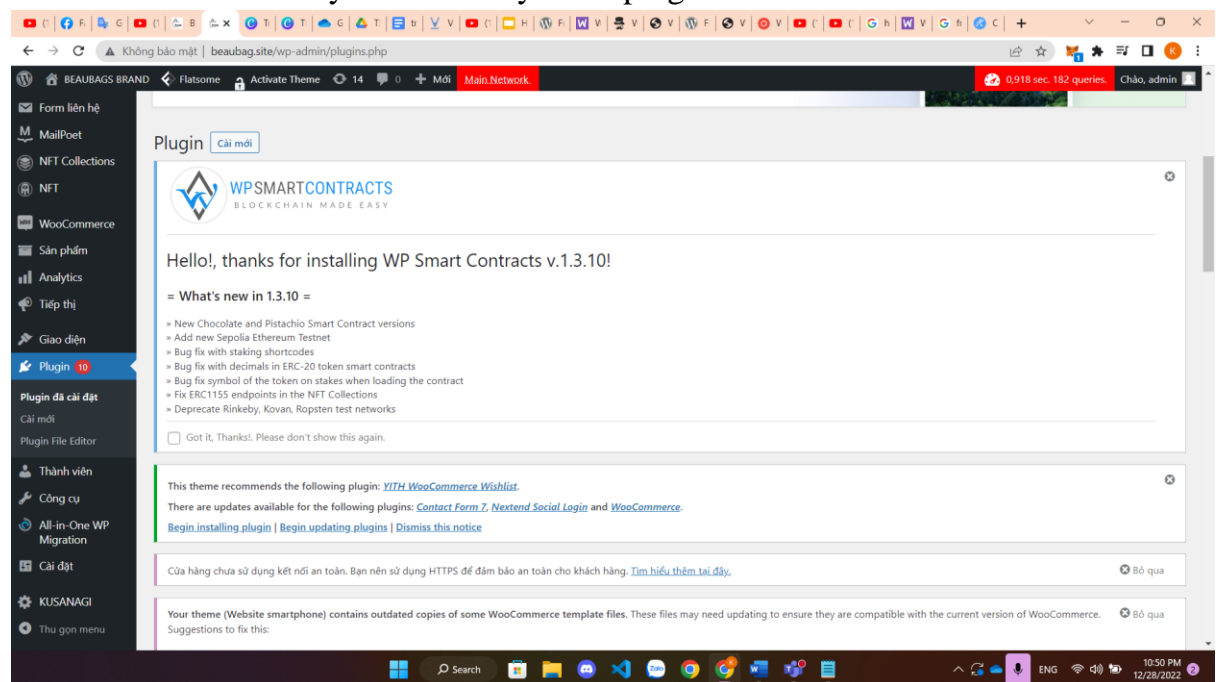 Không bảo mật | beaubag.site/wp-admin/plugins.php
BEAUBAGS BRAND Flatsome Activate Theme 14 0 Mới Main Network. 0,918 sec. 182 queries. Chào, admin
Form liên hệ
MailPoet
NFT Collections
NFT
WooCommerce
Sản phẩm
Analytics
Tiếp thị
Giao diện
Plugin 10
Plugin đã cài đặt
Cài mới
Plugin File Editor
Thành viên
Công cụ
All-in-One WP
Migration
Cài đặt
KUSANAGI
Thu gọn menu
Plugin Cài mới
WPSMARTCONTRACTS
BLOCKCHAIN MADE EASY
Hello!, thanks for installing WP Smart Contracts v.1.3.10!
= What's new in 1.3.10 =
» New Chocolate and Pistachio Smart Contract versions
» Add new Sepolia Ethereum Testnet
» Bug fix with staking shortcodes
» Bug fix with decimals in ERC-20 token smart contracts
» Bug fix symbol of the token on stakes when loading the contract
» Fix ERC1155 endpoints in the NFT Collections
» Deprecate Rinkeby, Kovan, Ropsten test networks
Got it, Thanks!. Please don't show this again.
This theme recommends the following plugin: YITH WooCommerce Wishlist.
There are updates available for the following plugins: Contact Form 7, Nextend Social Login and WooCommerce.
Begin installing plugin | Begin updating plugins | Dismiss this notice
Cửa hàng chưa sử dụng kết nối an toàn. Bạn nên sử dụng HTTPS để đảm bảo an toàn cho khách hàng. Tìm hiểu thêm tại đây. Bỏ qua
Your theme (Website smartphone) contains outdated copies of some WooCommerce template files. These files may need updating to ensure they are compatible with the current version of WooCommerce. Bỏ qua
Suggestions to fix this:
Search
Zalo
ENG
10:50 PM
12/28/2022
2